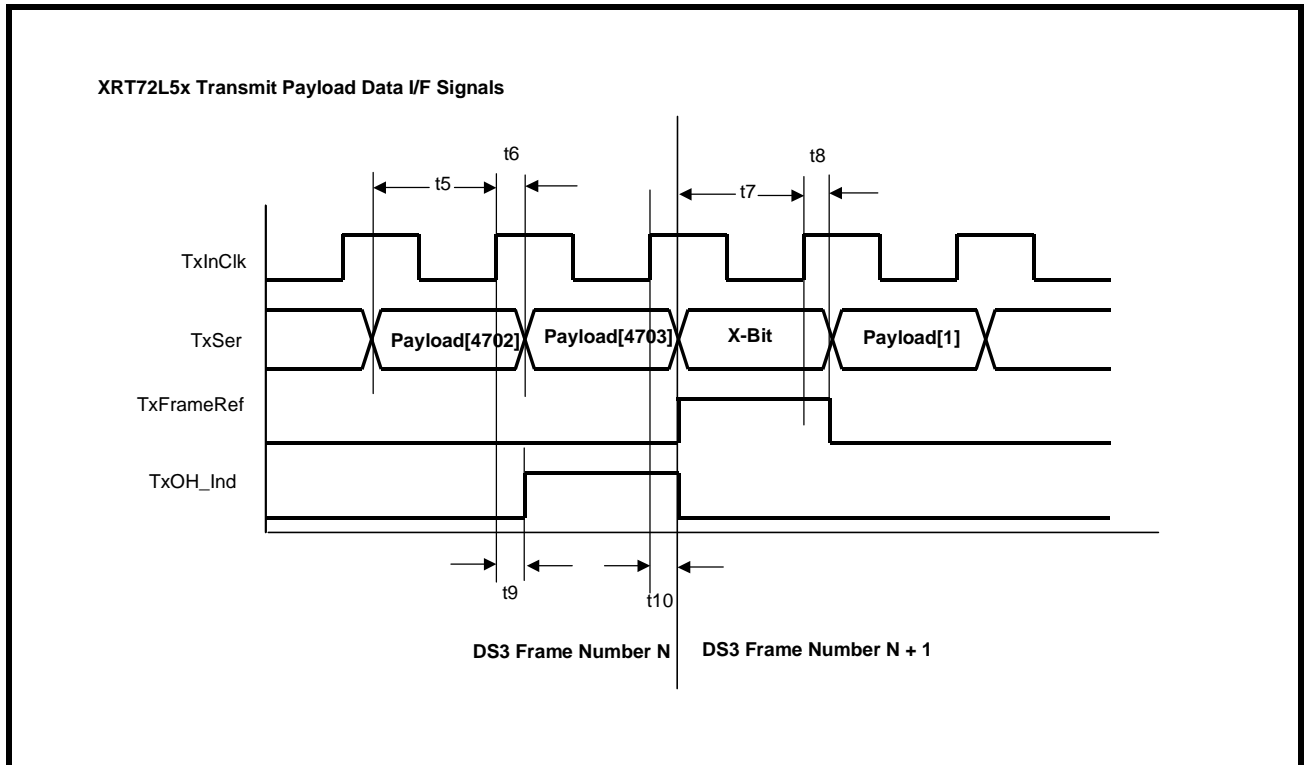 XRT72L5x Transmit Payload Data I/F Signals
t6
t8
t5
t7
TxInClk
TxSer
Payload[4702]
Payload[4703]
X-Bit
Payload[1]
TxFrameRef
TxOH_Ind
t9
t10
DS3 Frame Number N
DS3 Frame Number N + 1